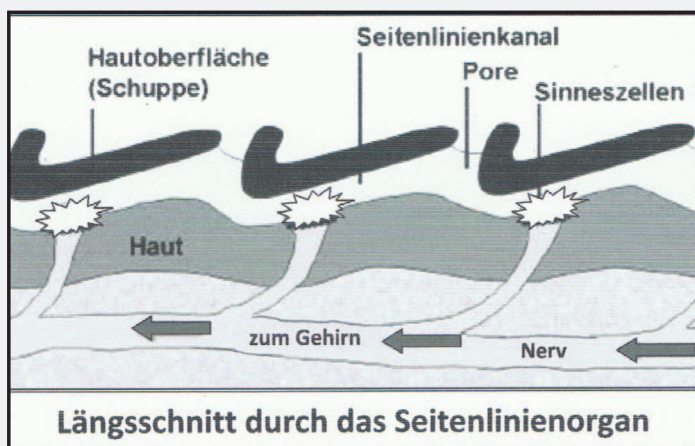 Hautoberfläche
(Schuppe)
Seitenlinienkanal
Pore
Sinneszellen
Haut
zum Gehirn
Nerv
Längsschnitt durch das Seitenlinienorgan